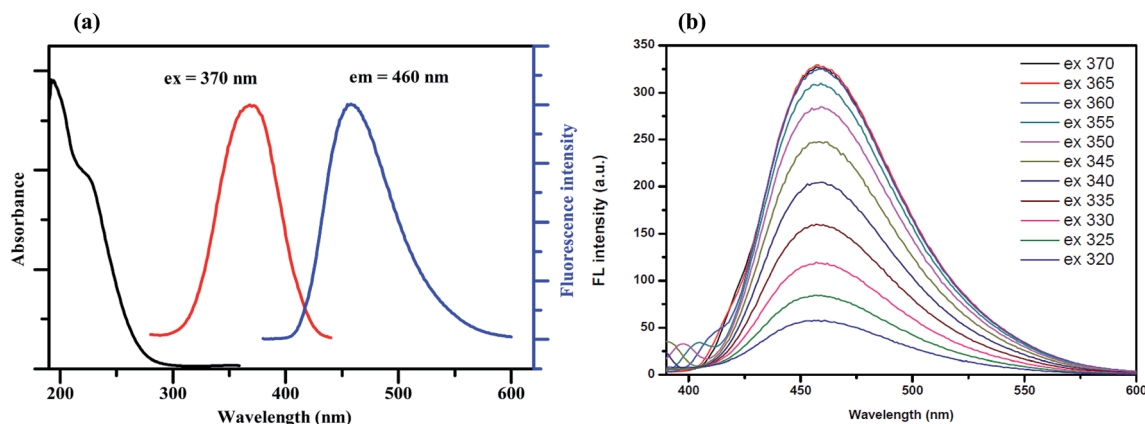 (a)
ex = 370 nm
em = 460 nm
Absorbance
Fluorescence intensity
200
300
400
500
600
Wavelength (nm)
(b)
350
300
250
200
150
100
50
0
FL intensity (a.u.)
ex 370
ex 365
ex 360
ex 355
ex 350
ex 345
ex 340
ex 335
ex 330
ex 325
ex 320
400
450
500
550
600
Wavelength (nm)